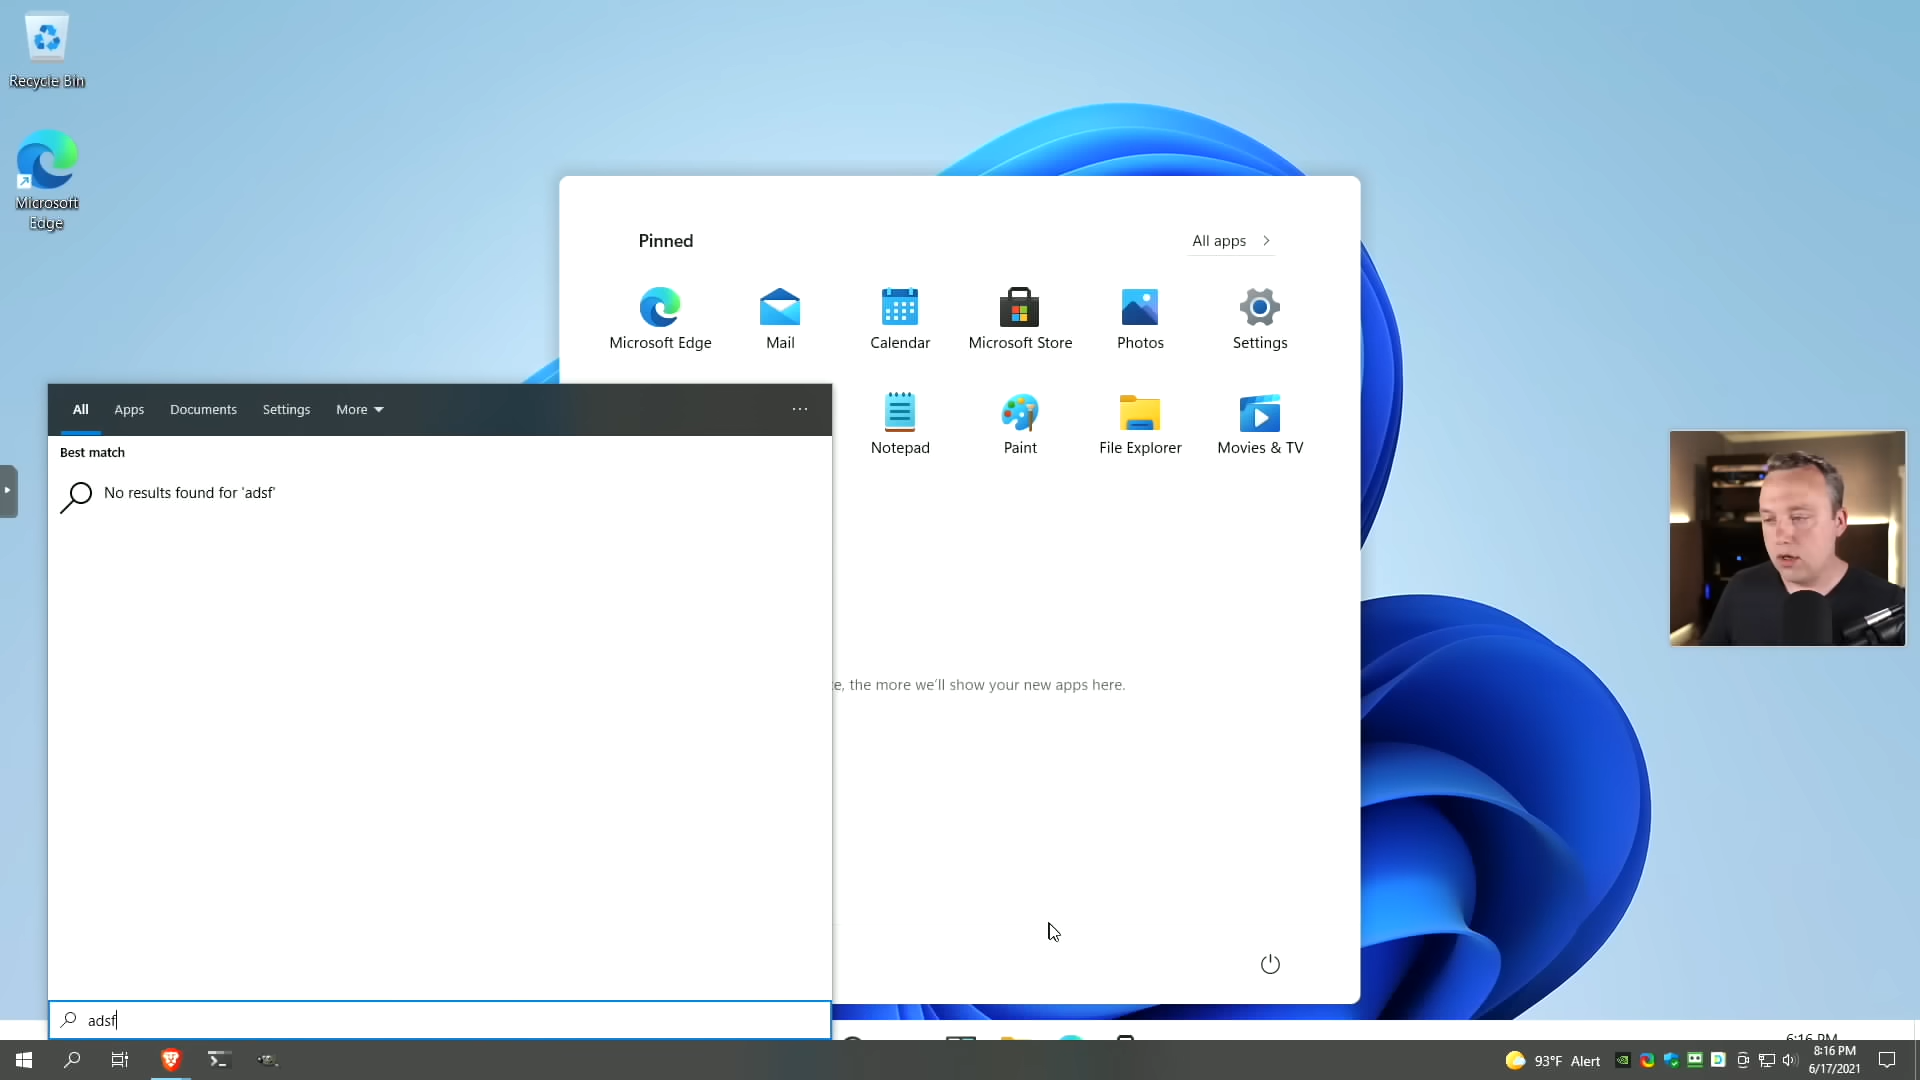 Recycle Bin
Microsoft
Edge
Pinned
All apps
Microsoft Edge
Mail
Calendar
Microsoft Store
Photos
Settings
All
Apps
Documents
Settings
More
Notepad
Paint
File Explorer
Movies & TV
Best match
No results found for 'adsf'
, the more we'll show your new apps here.
adsf
93°F Alert
8:16 PM
6/17/2021